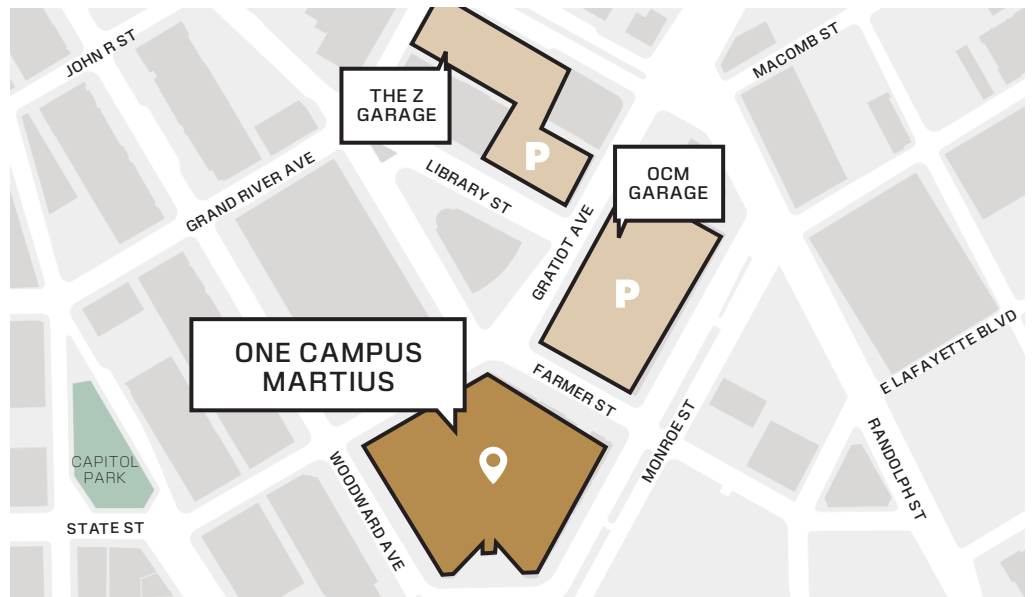 JOHN R ST
MACOMB ST
THE Z
GARAGE
P
OCM
GARAGE
LIBRARY ST
GRAND RIVER AVE
GRATIOT AVE
P
E LAFAYETTE BLVD
ONE CAMPUS
MARTIUS
FARMER ST
MONROE ST
RANDOLPH ST
CAPITOL
PARK
WOODWARD AVE
STATE ST